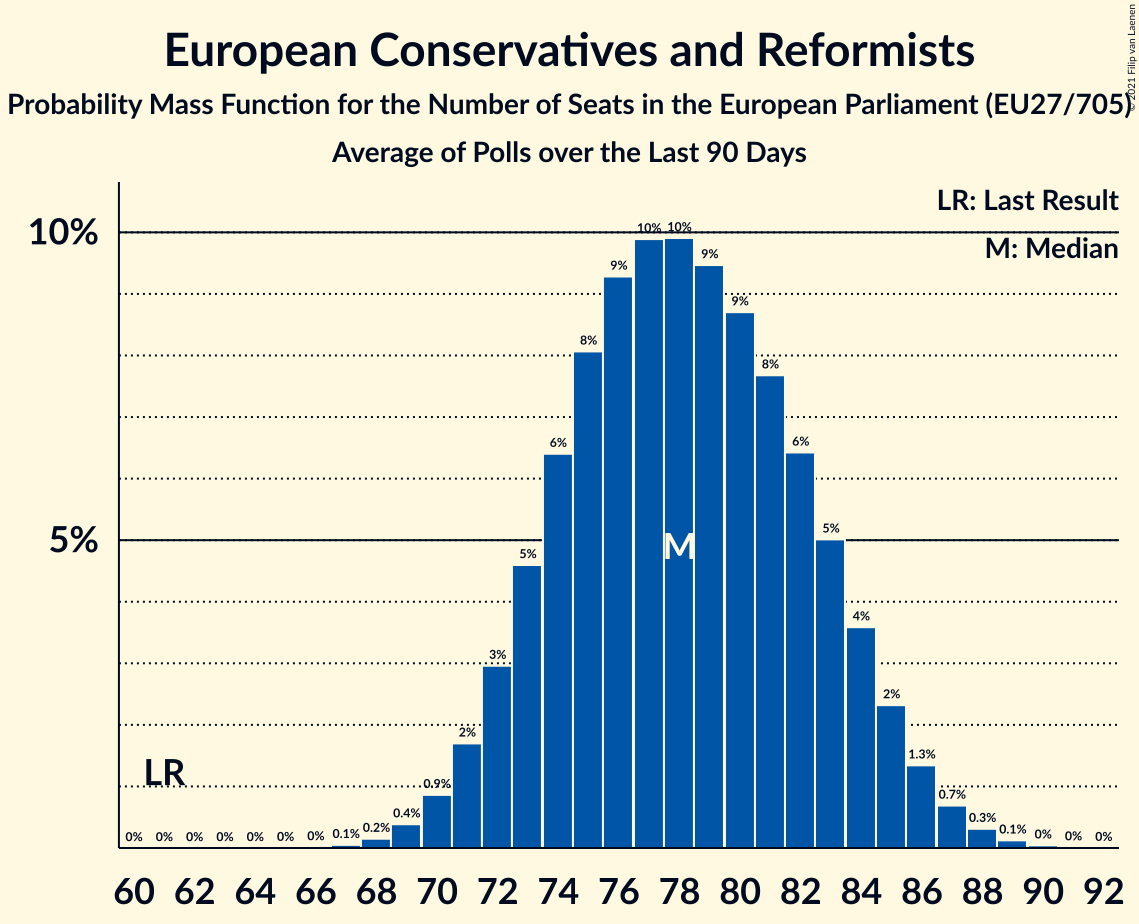 European Conservatives and Reformists
Probability Mass Function for the Number of Seats in the European Parliament (EU27/705)
Average of Polls over the Last 90 Days
© 2021 Filip van Laenen
LR: Last Result
M: Median
10%
5%
0% 0% 0% 0% 0% 0% 0% 0.1% 0.2% 0.4% 0.9% 2% 3% 5% 6% 8% 9% 10% 10% 9% 9% 8% 6% 5% 4% 2% 1.3% 0.7% 0.3% 0.1% 0% 0% 0%
M
LR
60 62 64 66 68 70 72 74 76 78 80 82 84 86 88 90 92